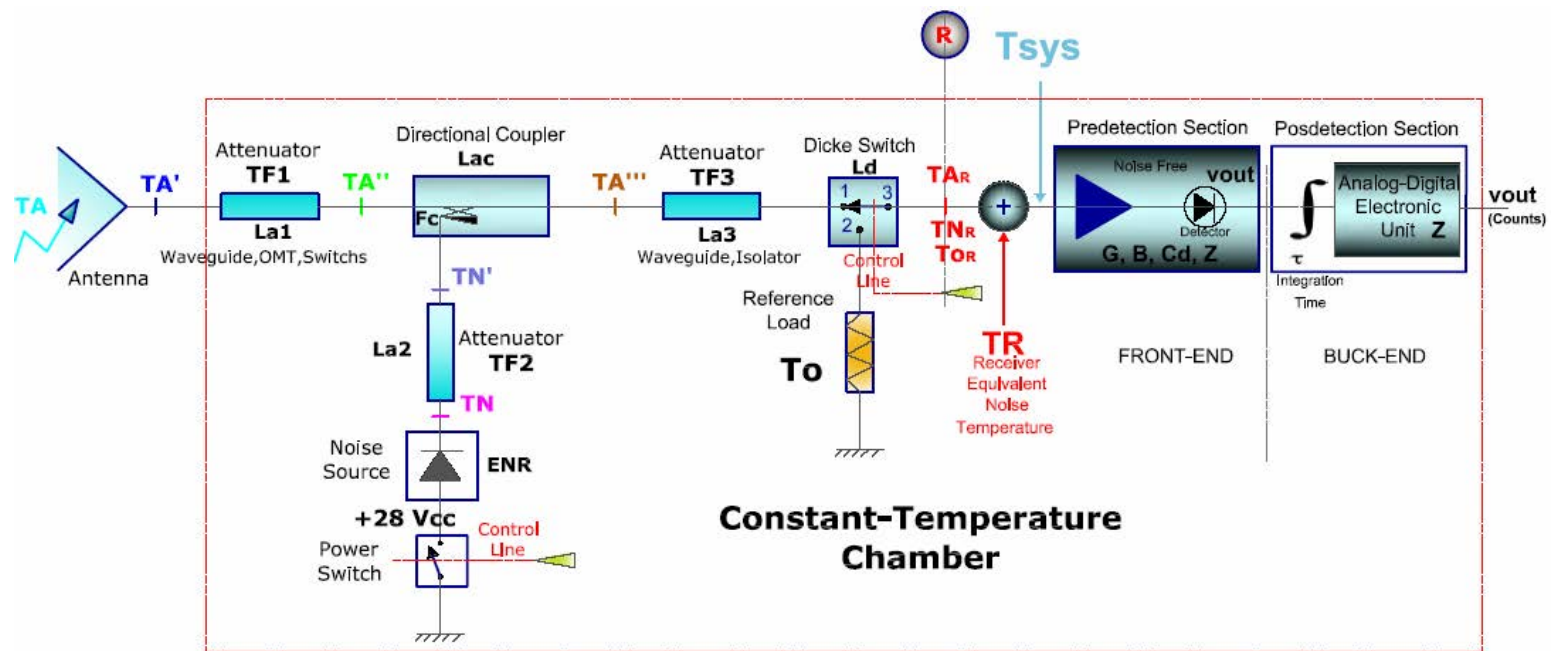 R
Tsys
Directional Coupler
Lac
Attenuator
TF1
Attenuator
TF3
Dicke Switch
Ld
Predetection Section
Posdetection Section
TA
TA'
TA''
TA'''
TAR
Noise Free
vout
Analog-Digital
Electronic
Unit Z
vout
(Counts)
1
3
2
+
Fc
La1
La3
Waveguide,OMT,Switchs
Waveguide,Isolator
Antenna
TNR
TOR
Detector
G, B, Cd, Z
τ
Integration
Time
Control
LIne
TN'
Reference
Load
To
La2
Attenuator
TF2
TR
Receiver
Equivalent
Noise
Temperature
FRONT-END
BUCK-END
TN
Noise
Source
ENR
+28 Vcc
Power
Switch
Control
LIne
Constant-Temperature
Chamber